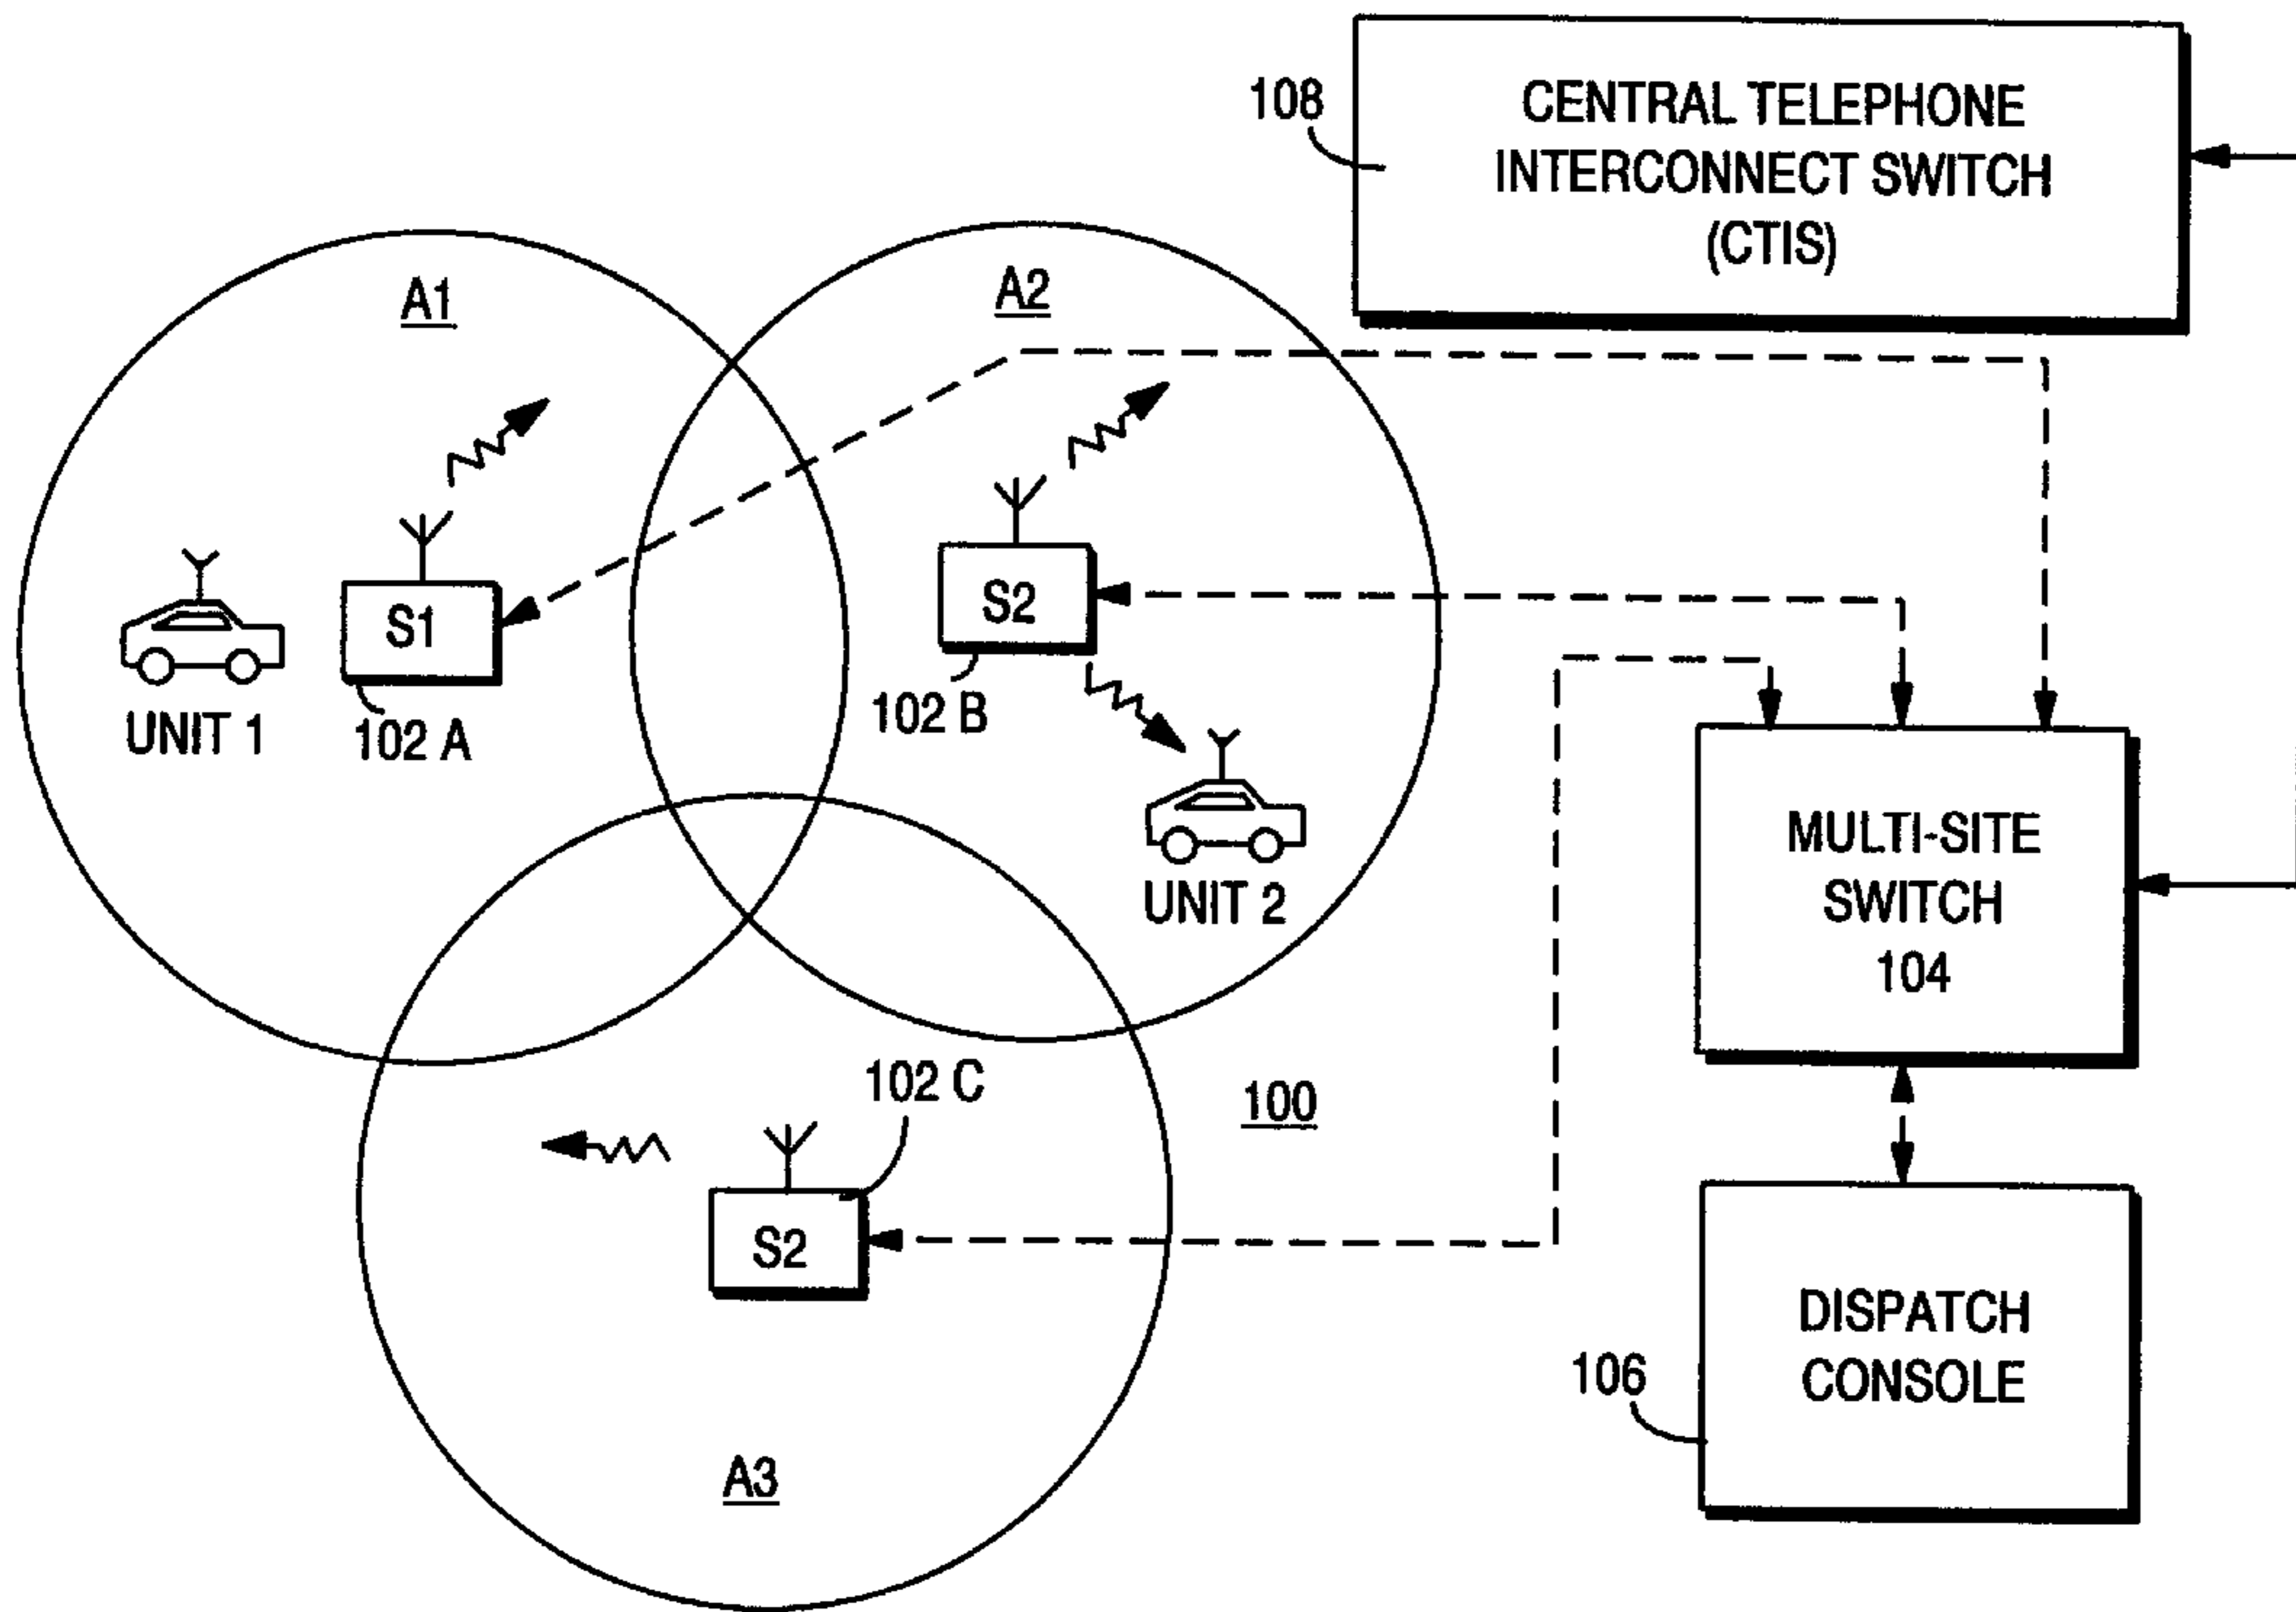 108
CENTRAL TELEPHONE
INTERCONNECT SWITCH
(CTIS)
A1
A2
S1
S2
UNIT 1
102 A
102 B
UNIT 2
MULTI-SITE
SWITCH
104
102 C
100
S2
DISPATCH
CONSOLE
106
A3